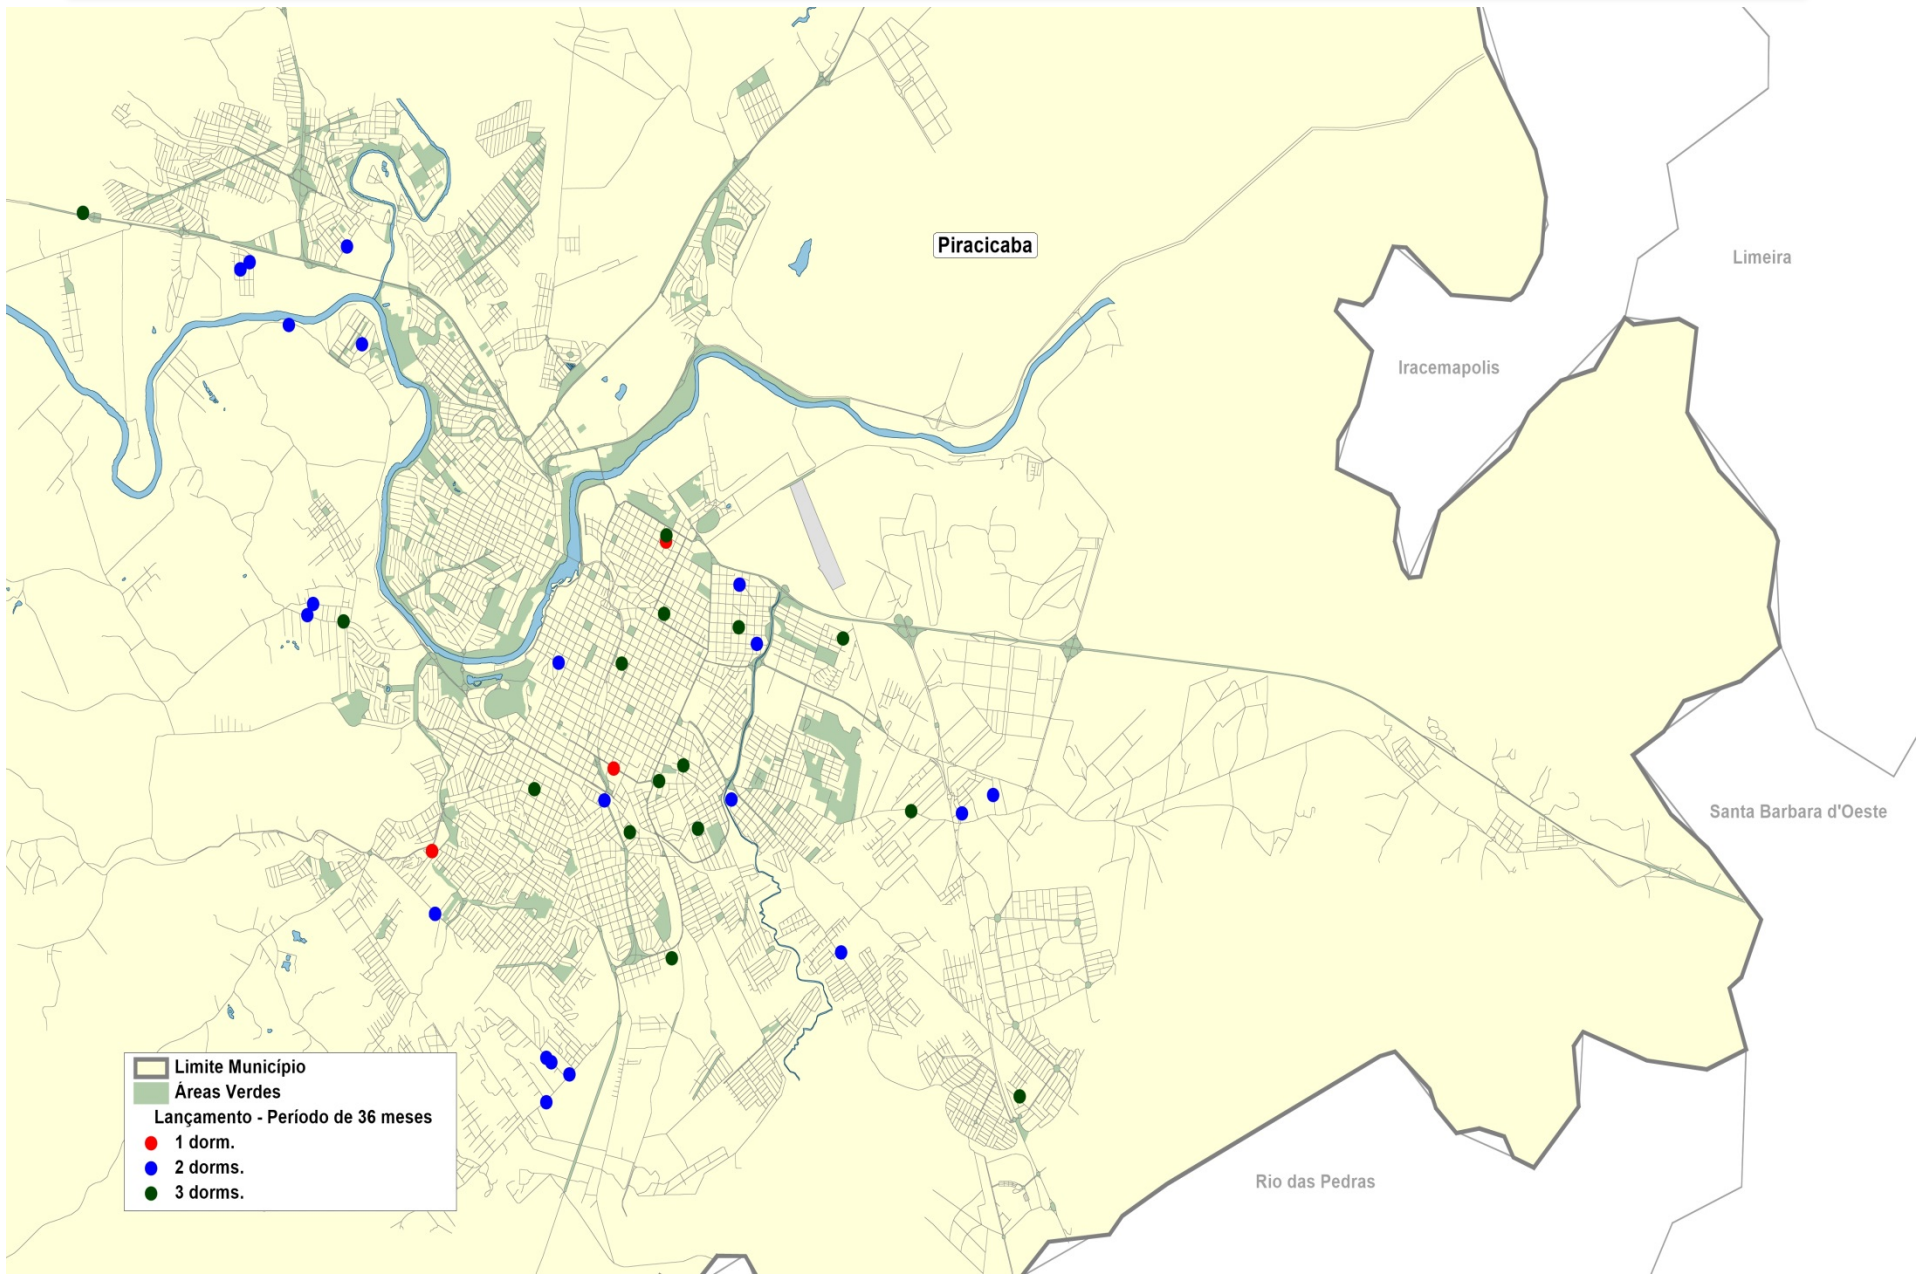 Piracicaba
Limeira
Iracemapolis
Santa Barbara d'Oeste
Limite Município
Áreas Verdes
Lançamento - Período de 36 meses
1 dorm.
2 dorms.
3 dorms.
Rio das Pedras